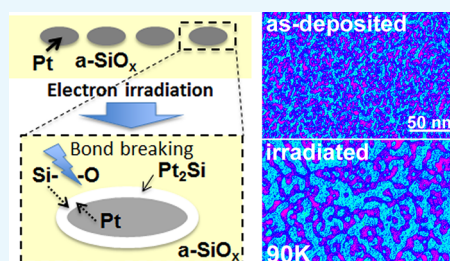 Pt
a-SiOₓ
Electron irradiation
Bond breaking
Si- -O
Pt₂Si
Pt
a-SiOₓ
as-deposited
50 nm
irradiated
90K